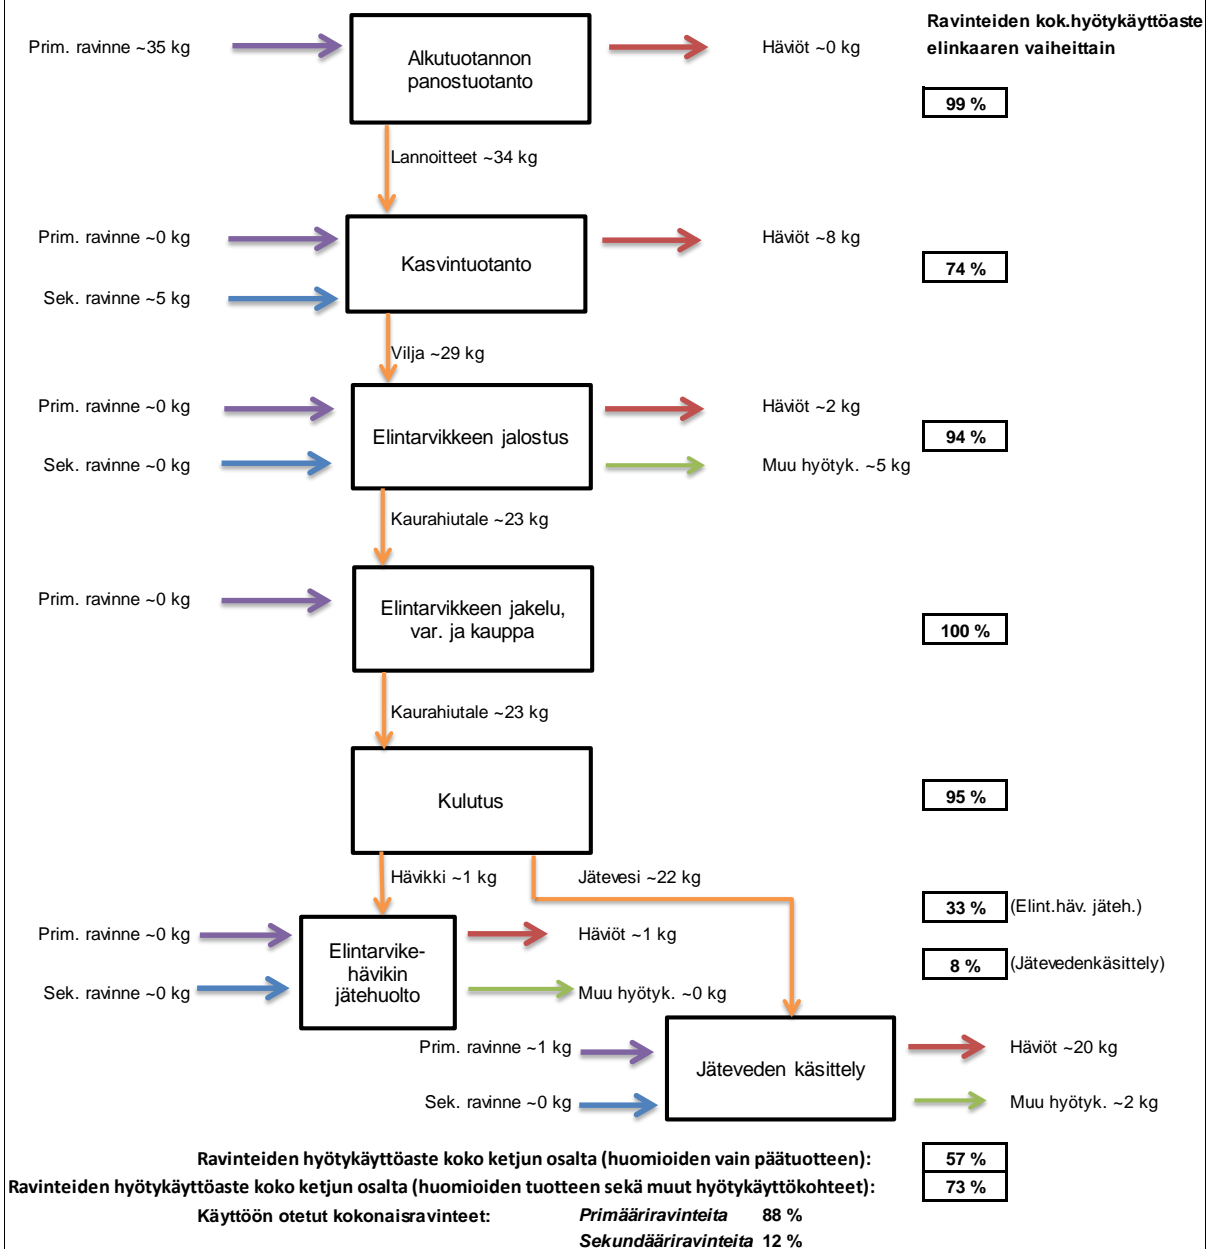 Ravinteiden kok.hyötykäyttöaste
elinkaaren vaiheittain
Prim. ravinne ~35 kg
Alkutuotannon
panostuotanto
Häviöt ~0 kg
99 %
Lannoitteet ~34 kg
Prim. ravinne ~0 kg
Sek. ravinne ~5 kg
Kasvintuotanto
Häviöt ~8 kg
74 %
Vilja ~29 kg
Prim. ravinne ~0 kg
Sek. ravinne ~0 kg
Elintarvikkeen jalostus
Häviöt ~2 kg
Muu hyötyk. ~5 kg
94 %
Kaurahiutale ~23 kg
Prim. ravinne ~0 kg
Elintarvikkeen jakelu,
var. ja kauppa
100 %
Kaurahiutale ~23 kg
Kulutus
95 %
Hävikki ~1 kg
Jätevesi ~22 kg
33 % (Elint.häv. jäteh.)
Prim. ravinne ~0 kg
Sek. ravinne ~0 kg
Elintarvike-
hävikin
jätehuolto
Häviöt ~1 kg
Muu hyötyk. ~0 kg
8 % (Jätevedenkäsittely)
Prim. ravinne ~1 kg
Sek. ravinne ~0 kg
Jäteveden käsittely
Häviöt ~20 kg
Muu hyötyk. ~2 kg
Ravinteiden hyötykäyttöaste koko ketjun osalta (huomioiden vain päätuotteen): 57 %
Ravinteiden hyötykäyttöaste koko ketjun osalta (huomioiden tuotteen sekä muut hyötykäyttökohteet): 73 %
Käyttöön otetut kokonaisravinteet: Primääriravinteita 88 %
Sekundääriravinteita 12 %